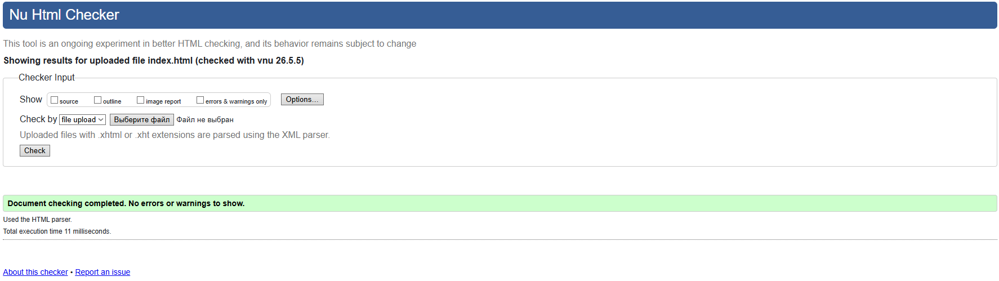 Nu Html Checker
This tool is an ongoing experiment in better HTML checking, and its behavior remains subject to change
Showing results for uploaded file index.html (checked with vnu 26.5.5)
Checker Input
Show source outline image report errors & warnings only Options...
Check by file upload Выберите файл Файл не выбран
Uploaded files with .xhtml or .xht extensions are parsed using the XML parser.
Check
Document checking completed. No errors or warnings to show.
Used the HTML parser.
Total execution time 11 milliseconds.
About this checker • Report an issue